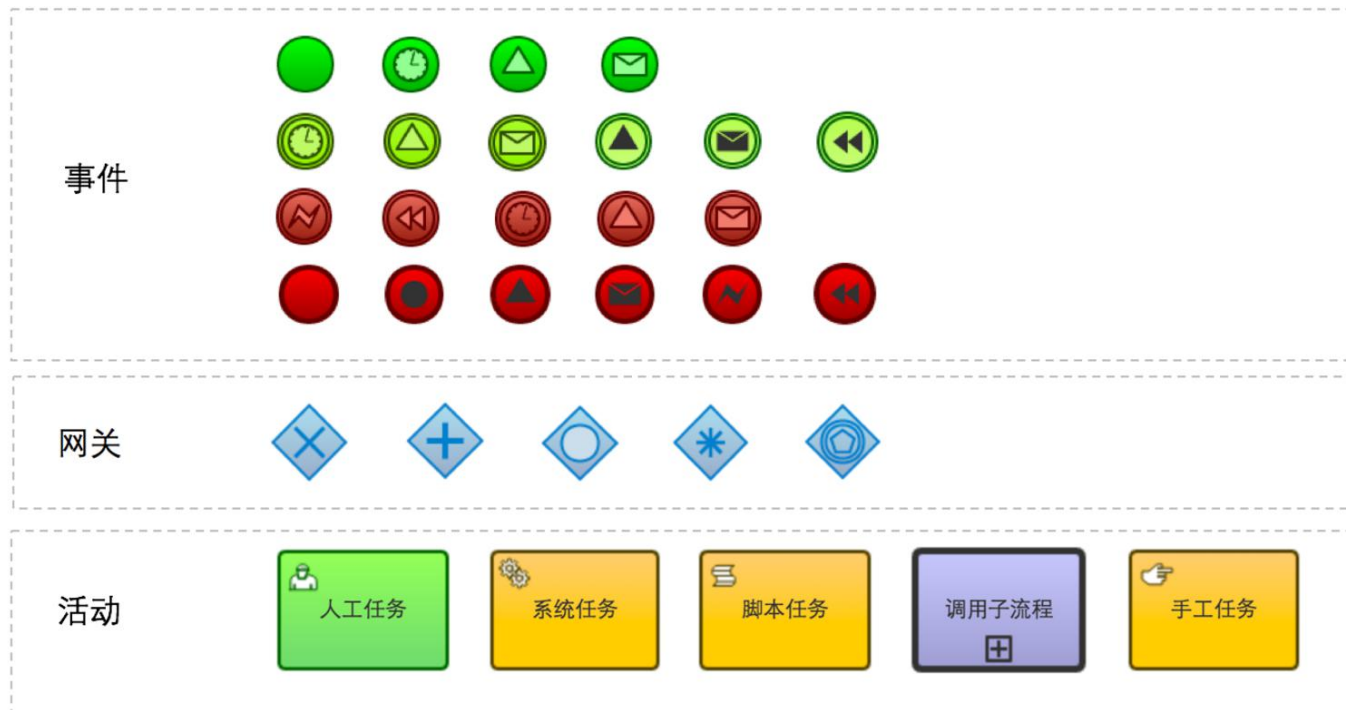 事件
网关
活动
人工任务
系统任务
脚本任务
调用子流程
手工任务